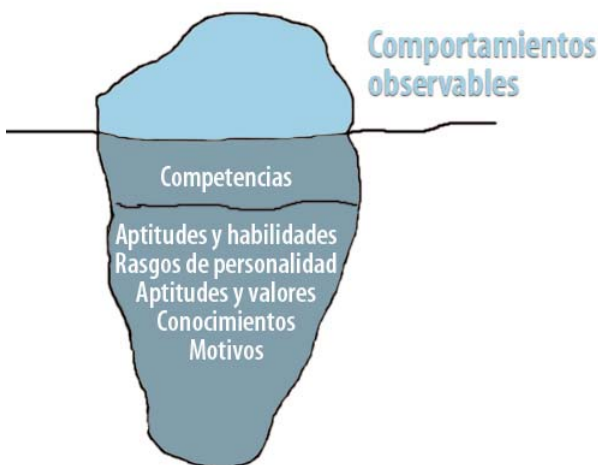 Comportamientos
observables
Competencias
Aptitudes y habilidades
Rasgos de personalidad
Aptitudes y valores
Conocimientos
Motivos